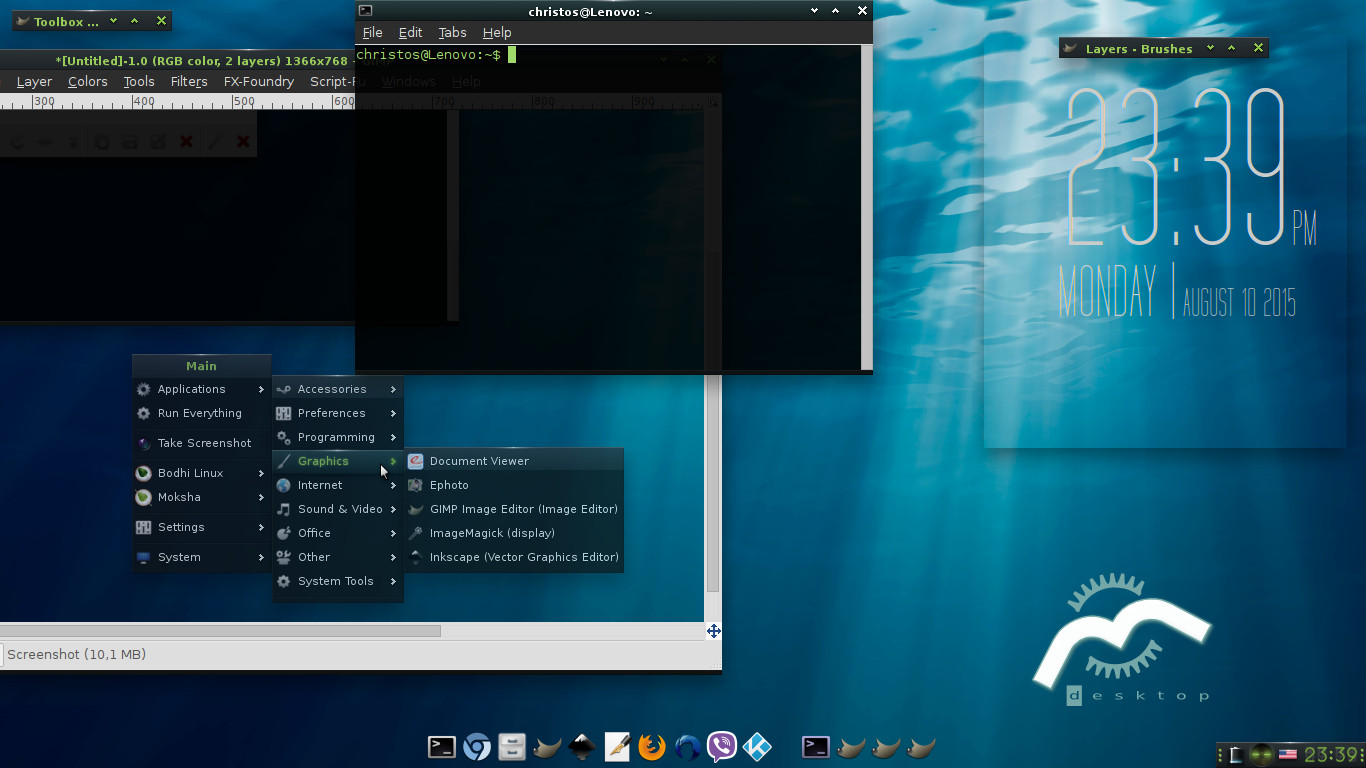 Toolbox ...
christos@Lenovo: ~
File Edit Tabs Help
christos@Lenovo:~$
*[Untitled]-1.0 (RGB color, 2 layers) 1366x768 -
Layer Colors Tools Filters FX-Foundry Script-Fu Windows Help
300 400 500 600 700 800 900
Layers - Brushes
23:39 PM
MONDAY | AUGUST 10 2015
Main
Applications
Run Everything
Take Screenshot
Bodhi Linux
Moksha
Settings
System
Accessories
Preferences
Programming
Graphics
Internet
Sound & Video
Office
Other
System Tools
Document Viewer
Ephoto
GIMP Image Editor (Image Editor)
ImageMagick (display)
Inkscape (Vector Graphics Editor)
Screenshot (10,1 MB)
desktop
23:39